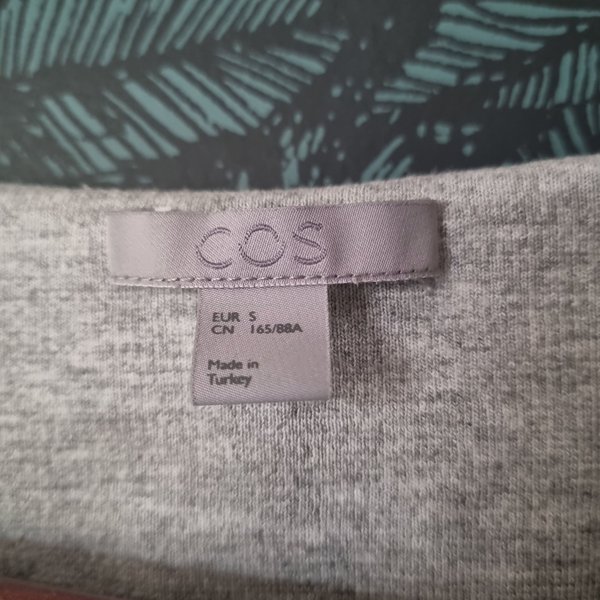 COS
EUR S
CN 165/88A
Made in
Turkey